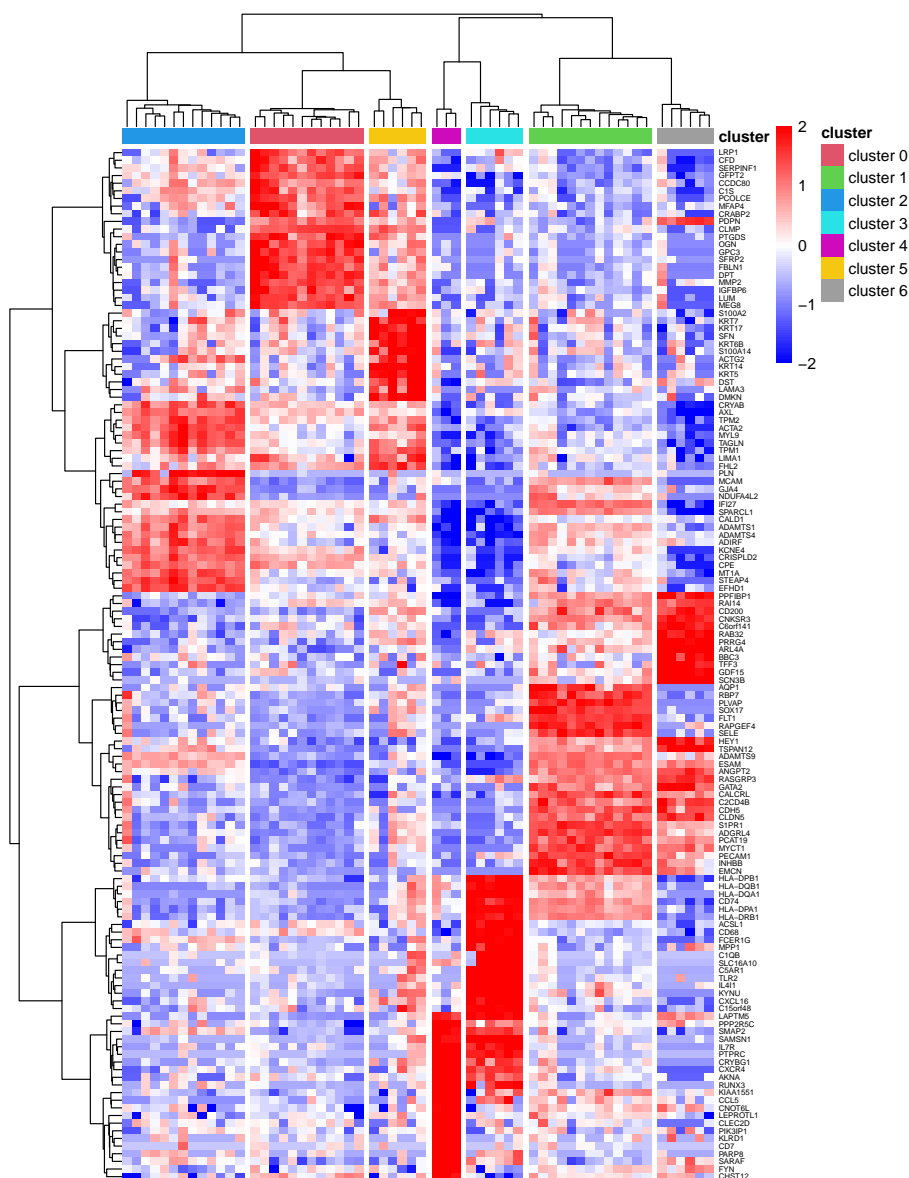 cluster
LRP1
CFD
SERPINF1
GFPT2
CCDC80
C1S
PCOLCE
MFAP4
CRABP2
PDPN
CLMP
PTGDS
OGN
GPC3
SFRP2
FBLN1
DPT
MMP2
IGFBP6
LUM
MEG8
S100A2
KRT7
KRT17
SFN
KRT6B
S100A14
ACTG2
KRT14
KRT5
DST
LAMA3
DMKN
CRYAB
AXL
TPM2
ACTA2
MYL9
TAGLN
TPM1
LIMA1
FHL2
PLN
MCAM
GJA4
NDUFA4L2
IFI27
SPARCL1
CALD1
ADAMTS1
ADAMTS4
ADIRF
KCNE4
CRISPLD2
CPE
MT1A
STEAP4
EFHD1
PPFIBP1
RAI14
CD200
CNKSR3
C6orf141
RAB32
PRRG4
ARL4A
BBC3
TFF3
GDF15
SCN3B
AQP1
RBP7
PLVAP
SOX17
FLT1
RAPGEF4
SELE
HEY1
TSPAN12
ADAMTS9
ESAM
ANGPT2
RASGRP3
GATA2
CALCRL
C2CD4B
CDH5
CLDN5
S1PR1
ADGRL4
PCAT19
MYCT1
PECAM1
INHBB
EMCN
HLA−DPB1
HLA−DQB1
HLA−DQA1
CD74
HLA−DPA1
HLA−DRB1
ACSL1
CD68
FCER1G
MPP1
C1QB
SLC16A10
C5AR1
TLR2
IL4I1
KYNU
CXCL16
C15orf48
LAPTM5
PPP2R5C
SMAP2
SAMSN1
IL7R
PTPRC
CRYBG1
CXCR4
AKNA
RUNX3
KIAA1551
CCL5
CNOT6L
LEPROTL1
CLEC2D
PIK3IP1
KLRD1
CD7
PARP8
SARAF
FYN
CHST12
2
1
0
−1
−2
cluster
cluster 0
cluster 1
cluster 2
cluster 3
cluster 4
cluster 5
cluster 6